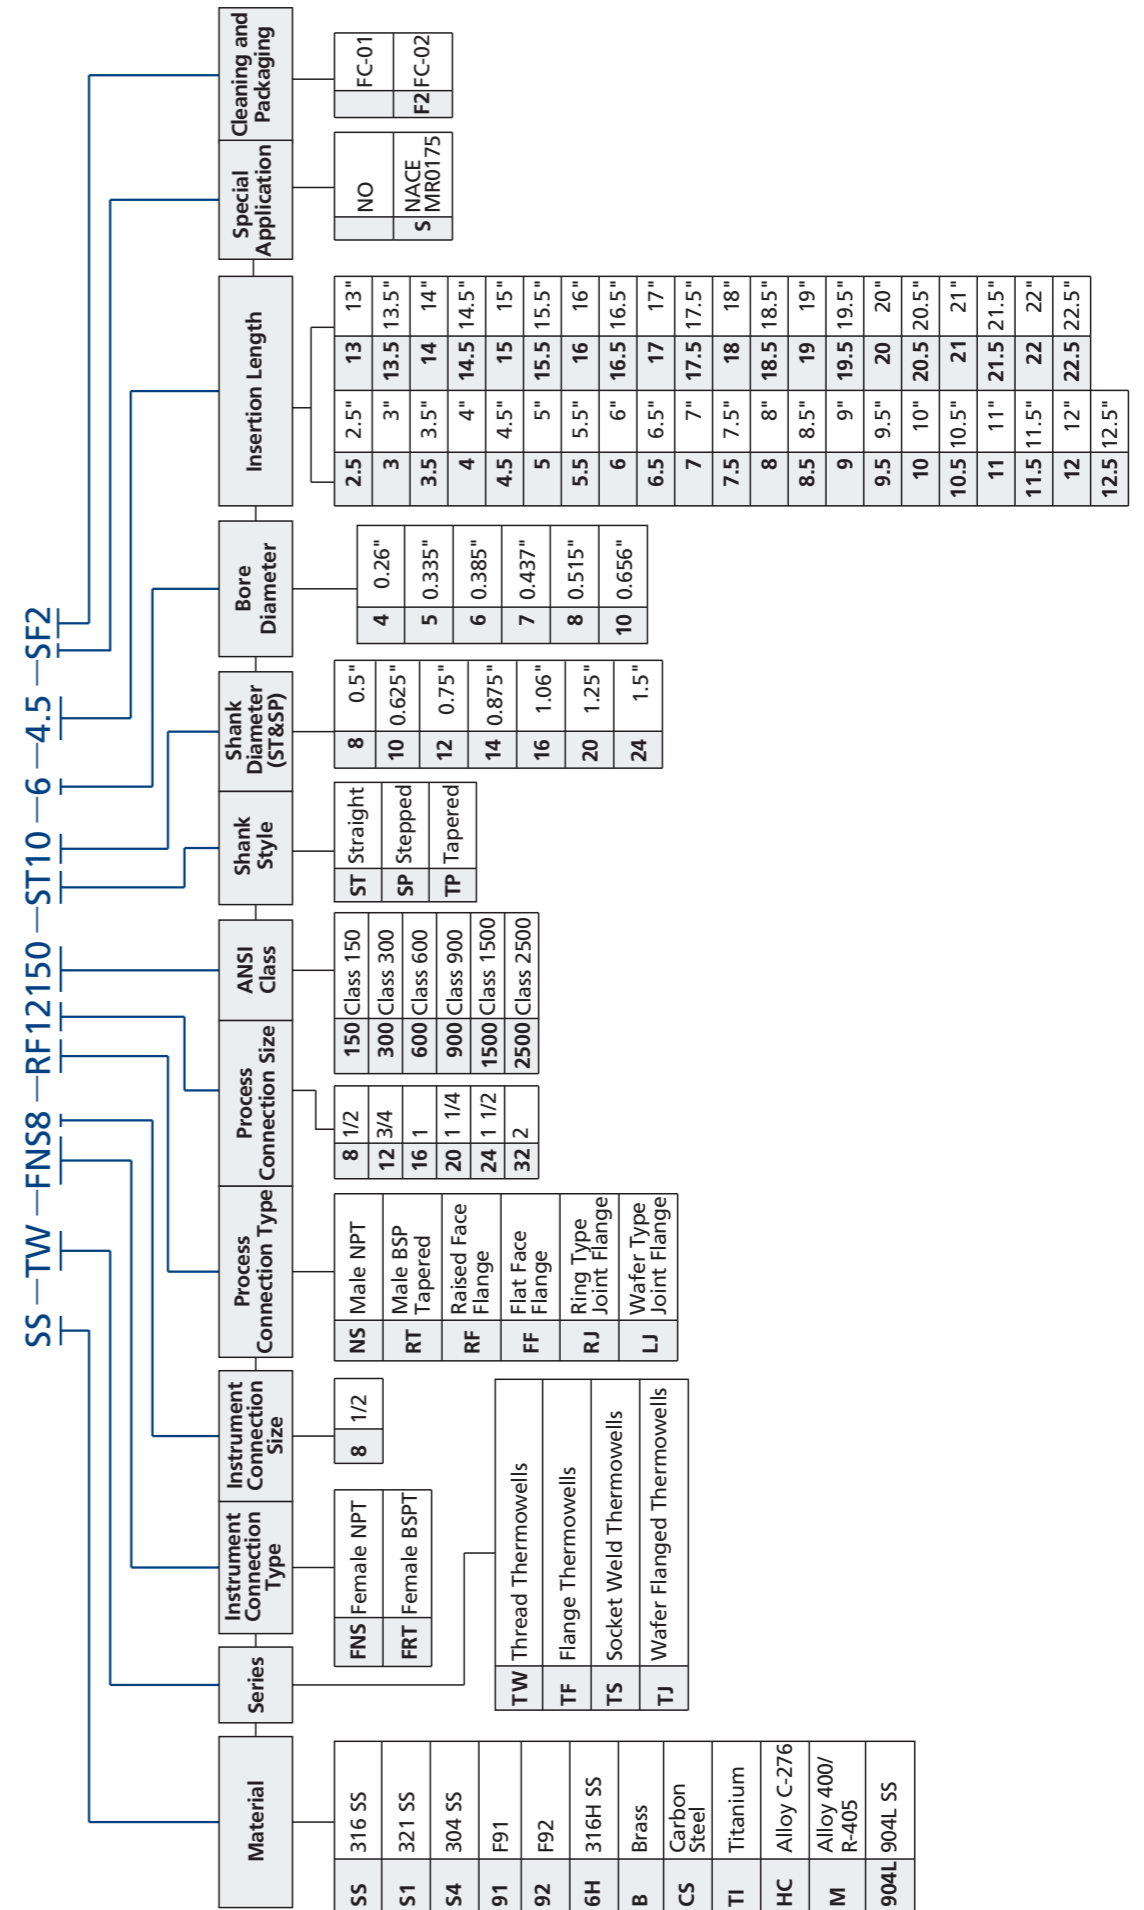 SS —TW —FNS8 —RF12150 —ST10 —6 —4.5 —SF2
Material
SS 316 SS
S1 321 SS
S4 304 SS
91 F91
92 F92
6H 316H SS
B Brass
CS Carbon
Steel
TI Titanium
HC Alloy C-276
M Alloy 400/
R-405
904L 904L SS
Series
TW Thread Thermowells
TF Flange Thermowells
TS Socket Weld Thermowells
TJ Wafer Flanged Thermowells
Instrument
Connection
Type
FNS Female NPT
FRT Female BSPT
Instrument
Connection
Size
8 1/2
Process
Connection Type
NS Male NPT
RT Male BSP
Tapered
RF Raised Face
Flange
FF Flat Face
Flange
RJ Ring Type
Joint Flange
LJ Wafer Type
Joint Flange
Process
Connection Size
8 1/2
12 3/4
16 1
20 1 1/4
24 1 1/2
32 2
ANSI
Class
150 Class 150
300 Class 300
600 Class 600
900 Class 900
1500 Class 1500
2500 Class 2500
Shank
Style
ST Straight
SP Stepped
TP Tapered
Shank
Diameter
(ST&SP)
8 0.5"
10 0.625"
12 0.75"
14 0.875"
16 1.06"
20 1.25"
24 1.5"
Bore
Diameter
4 0.26"
5 0.335"
6 0.385"
7 0.437"
8 0.515"
10 0.656"
Insertion Length
2.5 2.5" 13 13"
3 3" 13.5 13.5"
3.5 3.5" 14 14"
4 4" 14.5 14.5"
4.5 4.5" 15 15"
5 5" 15.5 15.5"
5.5 5.5" 16 16"
6 6" 16.5 16.5"
6.5 6.5" 17 17"
7 7" 17.5 17.5"
7.5 7.5" 18 18"
8 8" 18.5 18.5"
8.5 8.5" 19 19"
9 9" 19.5 19.5"
9.5 9.5" 20 20"
10 10" 20.5 20.5"
10.5 10.5" 21 21"
11 11" 21.5 21.5"
11.5 11.5" 22 22"
12 12" 22.5 22.5"
12.5 12.5"
Special
Application
NO
S NACE
MR0175
Cleaning and
Packaging
FC-01
F2 FC-02